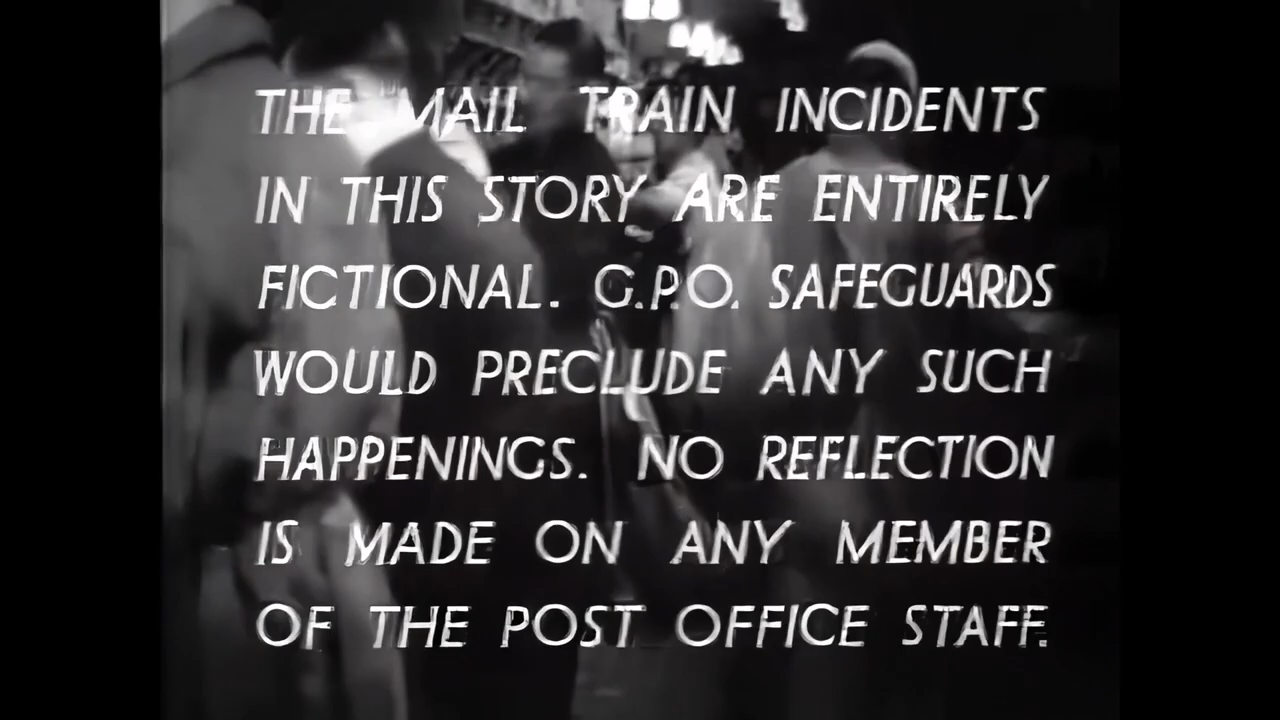 THE MAIL TRAIN INCIDENTS
IN THIS STORY ARE ENTIRELY
FICTIONAL. G.P.O. SAFEGUARDS
WOULD PRECLUDE ANY SUCH
HAPPENINGS. NO REFLECTION
IS MADE ON ANY MEMBER
OF THE POST OFFICE STAFF.